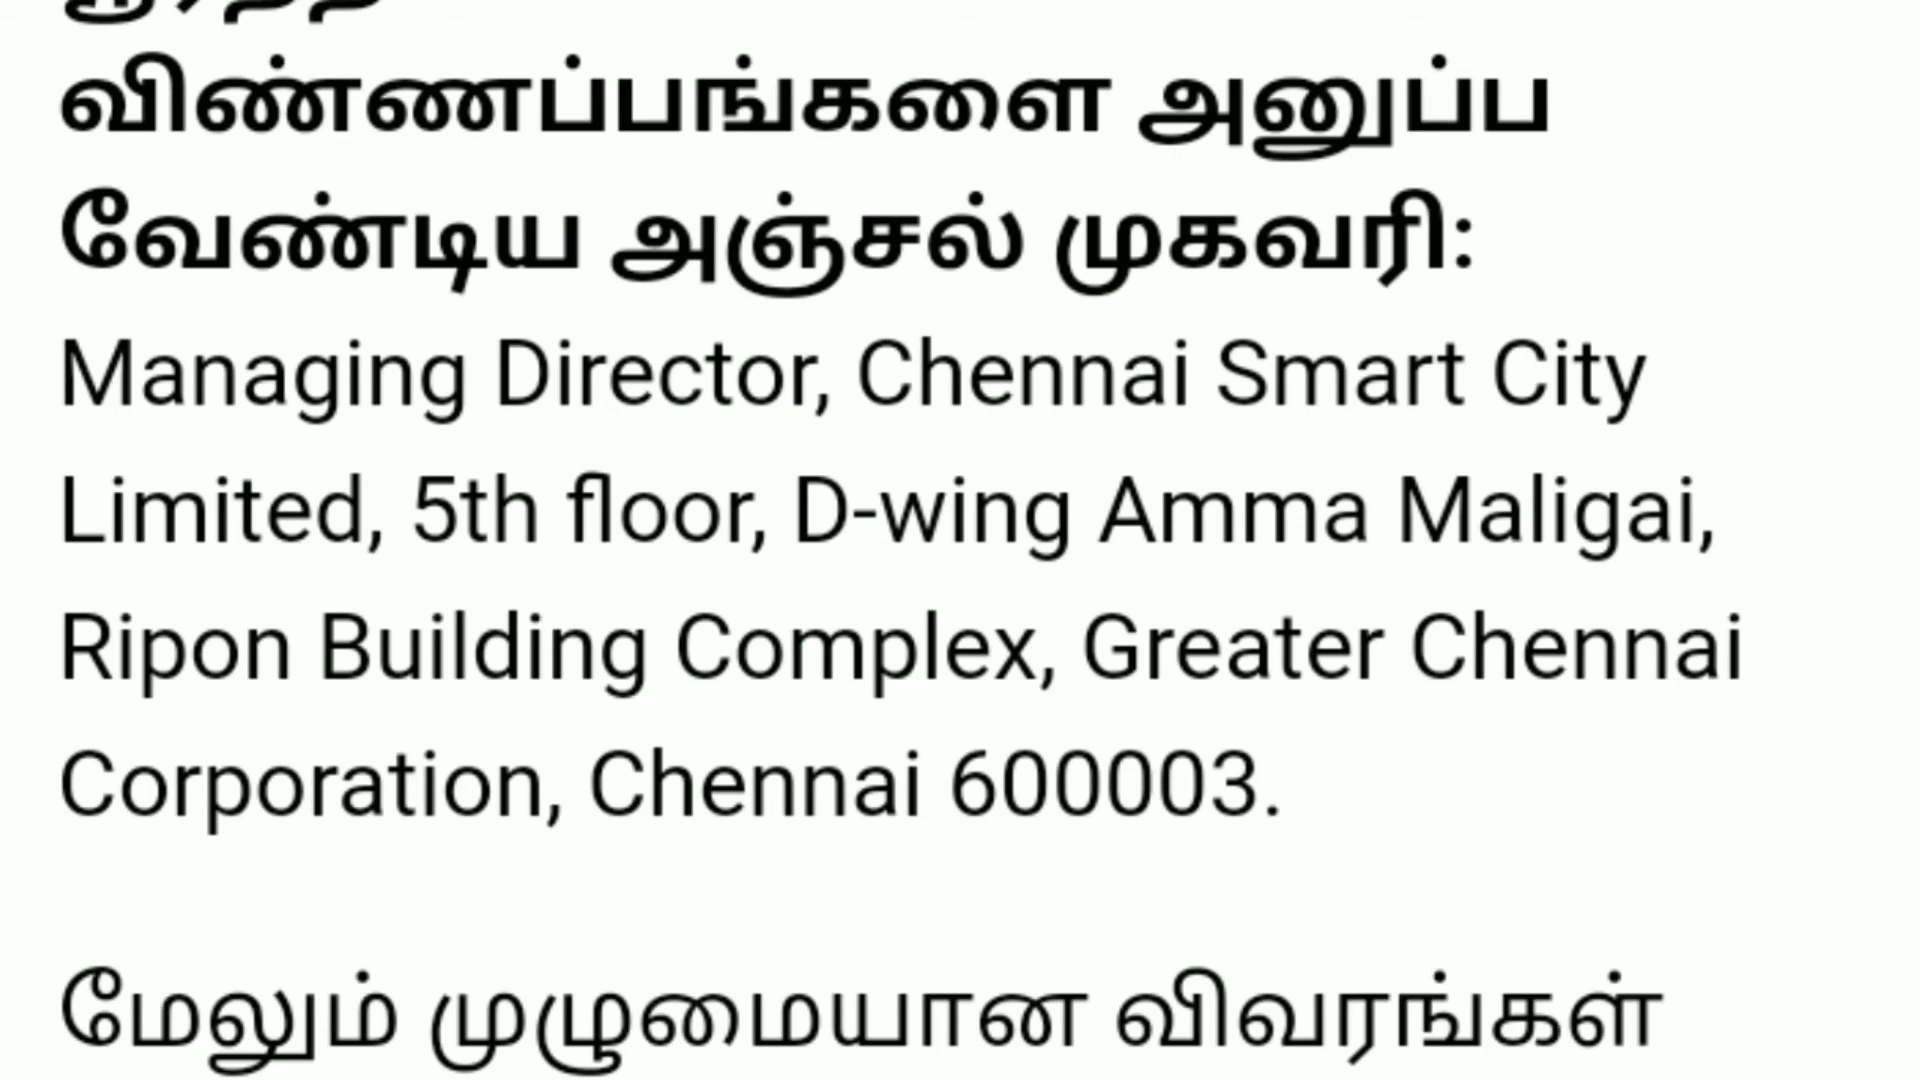 விண்ணப்பங்களை அனுப்ப
வேண்டிய அஞ்சல் முகவரி:
Managing Director, Chennai Smart City
Limited, 5th floor, D-wing Amma Maligai,
Ripon Building Complex, Greater Chennai
Corporation, Chennai 600003.
மேலும் முழுமையான விவரங்கள்